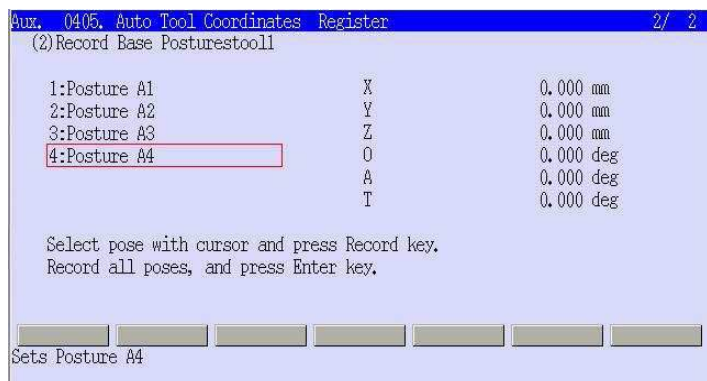 Aux. 0405. Auto Tool Coordinates Register 2/ 2
(2)Record Base Posturestool1
1:Posture A1 X 0.000 mm
2:Posture A2 Y 0.000 mm
3:Posture A3 Z 0.000 mm
4:Posture A4 O 0.000 deg
A 0.000 deg
T 0.000 deg
Select pose with cursor and press Record key.
Record all poses, and press Enter key.
Sets Posture A4